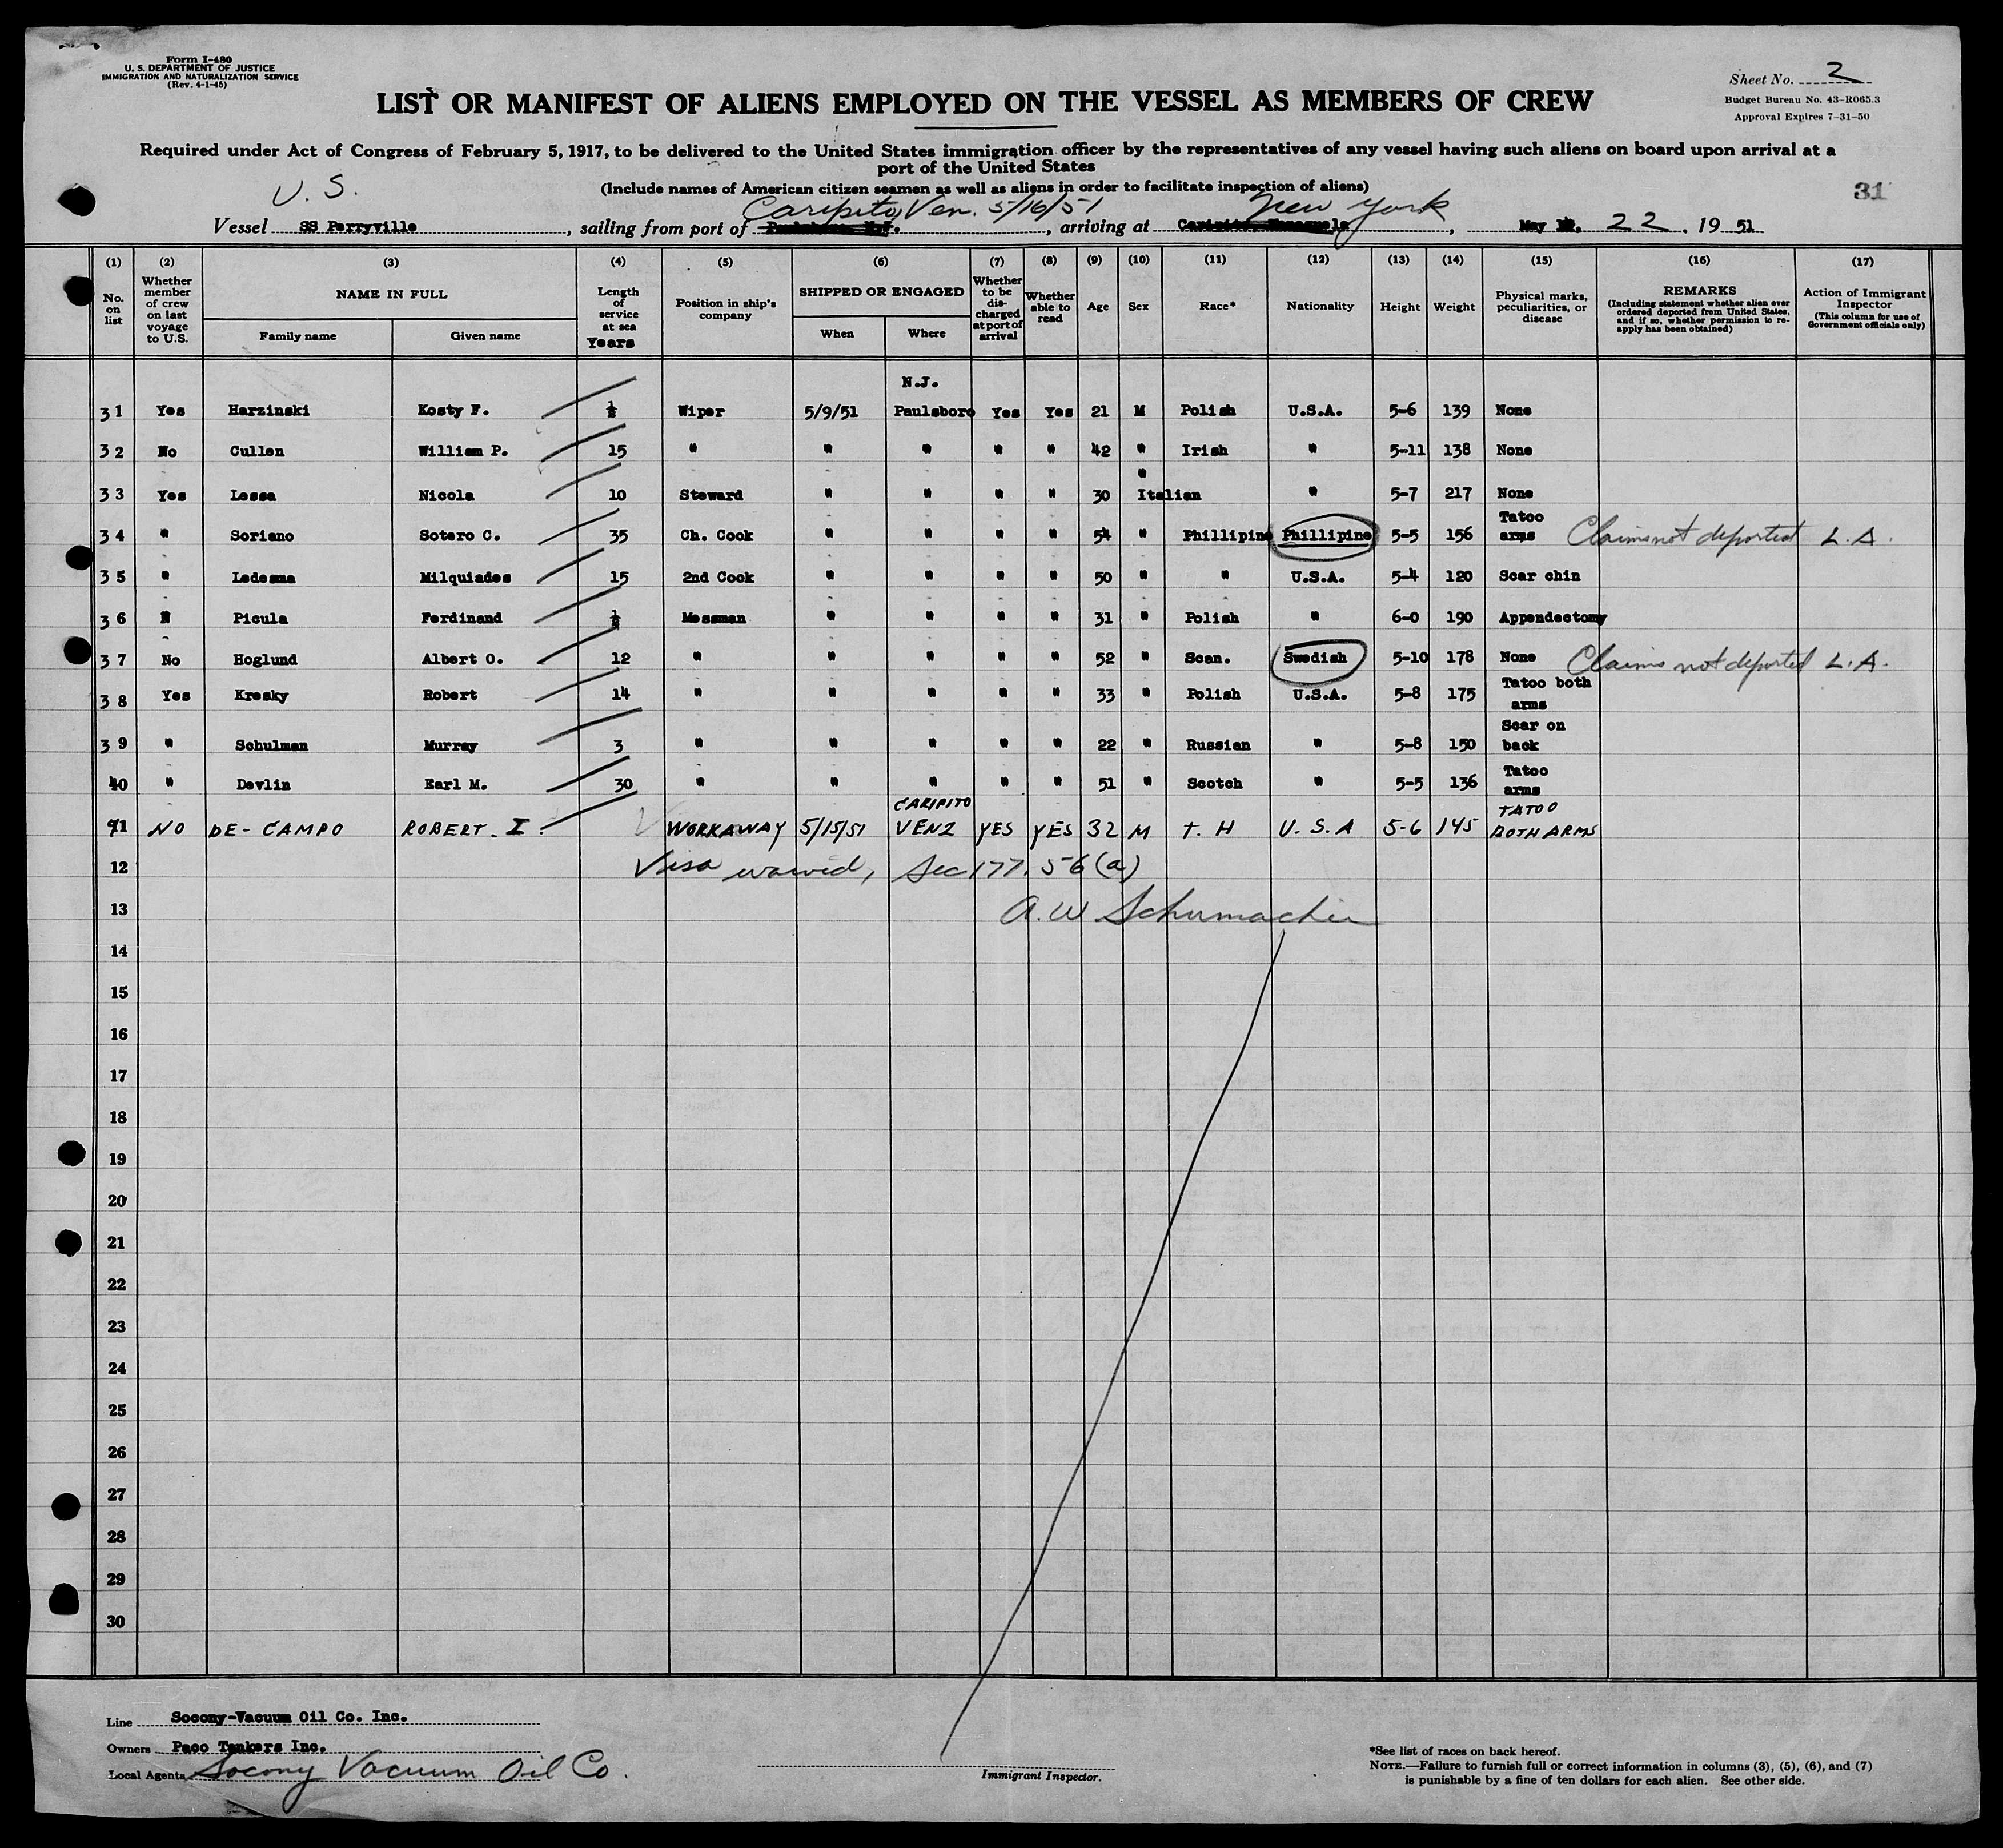 Form I-480
U. S. DEPARTMENT OF JUSTICE
IMMIGRATION AND NATURALIZATION SERVICE
(Rev. 4-1-45)
Sheet No. 2
Budget Bureau No. 43-R065.3
Approval Expires 7-31-50
LIST OR MANIFEST OF ALIENS EMPLOYED ON THE VESSEL AS MEMBERS OF CREW
Required under Act of Congress of February 5, 1917, to be delivered to the United States immigration officer by the representatives of any vessel having such aliens on board upon arrival at a
port of the United States
(Include names of American citizen seamen as well as aliens in order to facilitate inspection of aliens)
31
U. S. Caripito, Ven. 5/16/51 New York
Vessel SS Perryville, sailing from port of , arriving at Caripito, Venezuela, May 22, 19 51
(1) (2) (3) (4) (5) (6) (7) (8) (9) (10) (11) (12) (13) (14) (15) (16) (17)
No. on list
Whether member of crew on last voyage to U.S.
NAME IN FULL
Family name
Given name
Length of service at sea Years
Position in ship's company
SHIPPED OR ENGAGED
When
Where
Whether to be discharged at port of arrival
Whether able to read
Age
Sex
Race*
Nationality
Height
Weight
Physical marks, peculiarities, or disease
REMARKS
(Including statement whether alien ever ordered deported from United States, and if so, whether permission to reapply has been obtained)
Action of Immigrant Inspector
(This column for use of Government officials only)
N.J.
31 Yes Harzinski Kosty F. ½ Wiper 5/9/51 Paulsboro Yes Yes 21 M Polish U.S.A. 5-6 139 None
32 No Cullen William P. 15 " " " " " 42 " Irish " 5-11 138 None
33 Yes Lessa Nicola 10 Steward " " " " 30 " Italian " 5-7 217 None
34 " Soriano Sotero C. 35 Ch. Cook " " " " 54 " Phillipine Phillipine 5-5 156 Tatoo arms Claims not deported L.A.
35 " Ledesma Milquiades 15 2nd Cook " " " " 50 " " U.S.A. 5-4 120 Scar chin
36 " Picula Ferdinand ½ Messman " " " " 31 " Polish " 6-0 190 Appendectomy
37 No Hoglund Albert O. 12 " " " " " 52 " Scan. Swedish 5-10 178 None Claims not deported L.A.
38 Yes Kresky Robert 14 " " " " " 33 " Polish U.S.A. 5-8 175 Tatoo both arms
39 " Schulman Murray 3 " " " " " 22 " Russian " 5-8 150 Scar on back
40 " Devlin Earl M. 30 " " " " " 51 " Scotch " 5-5 136 Tatoo arms
41 NO DE-CAMPO ROBERT. I. WORKAWAY 5/15/51 CARIPITO VENZ YES YES 32 M T. H U. S. A 5-6 145 TATOO BOTH ARMS
12 Visa waived, Sec 177.56(a)
13 A. W Schumacher
14
15
16
17
18
19
20
21
22
23
24
25
26
27
28
29
30
Line Socony-Vacuum Oil Co. Inc.
Owners Paco Tankers Inc.
Local Agents Socony Vacuum Oil Co.
Immigrant Inspector.
*See list of races on back hereof.
NOTE.—Failure to furnish full or correct information in columns (3), (5), (6), and (7)
is punishable by a fine of ten dollars for each alien. See other side.